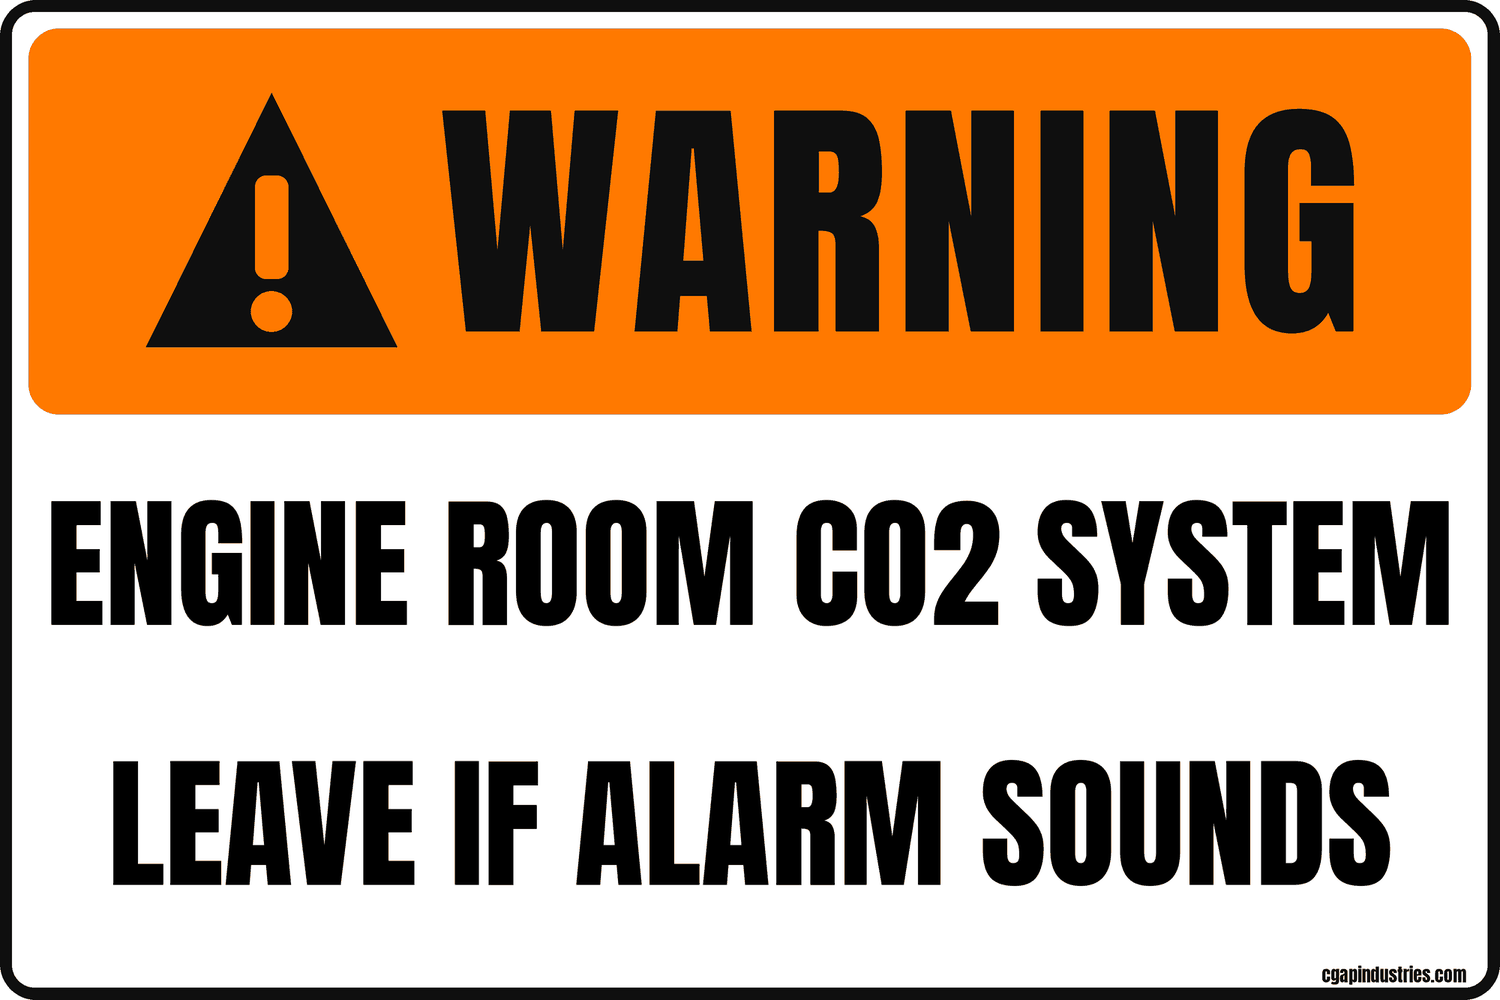 WARNING
ENGINE ROOM CO2 SYSTEM
LEAVE IF ALARM SOUNDS
cgapindustries.com